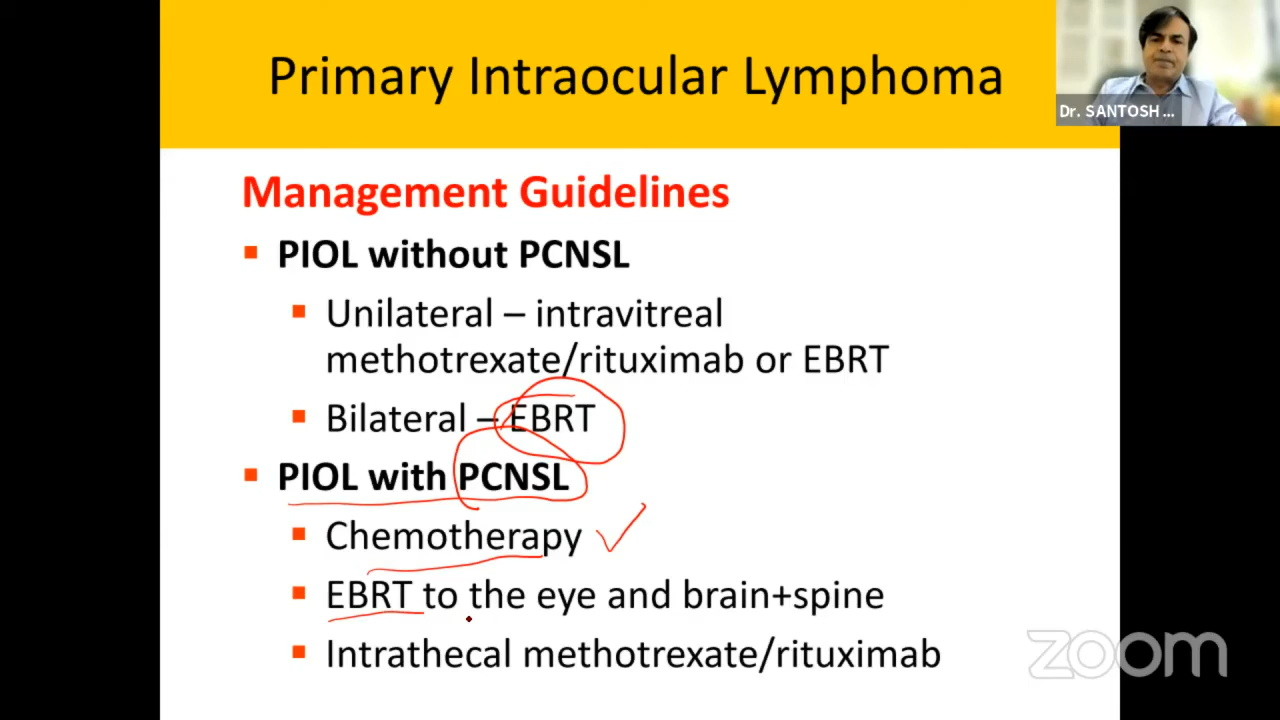 Primary Intraocular Lymphoma
Dr. SANTOSH ...
Management Guidelines
PIOL without PCNSL
Unilateral – intravitreal
methotrexate/rituximab or EBRT
Bilateral – EBRT
PIOL with PCNSL
Chemotherapy
EBRT to the eye and brain+spine
Intrathecal methotrexate/rituximab
zoom